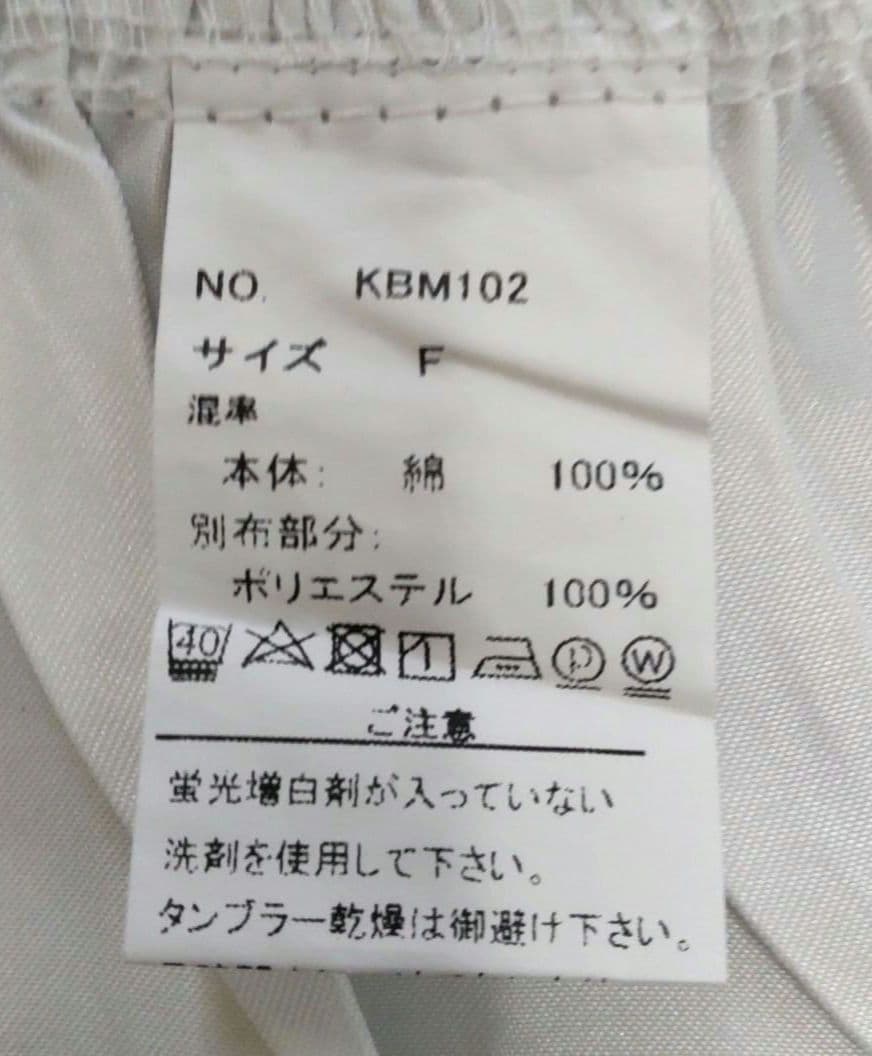 NO. KBM102
サイズ F
混率
本体: 綿 100%
別布部分:
ポリエステル 100%
40 P W
ご注意
蛍光増白剤が入っていない
洗剤を使用して下さい。
タンブラー乾燥は御避け下さい。